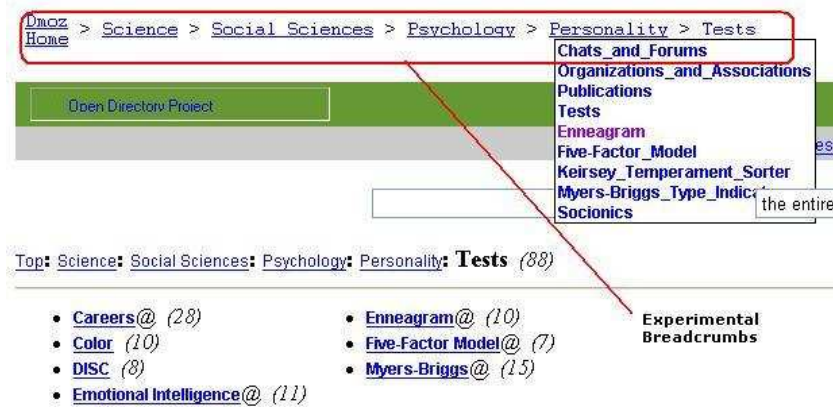 Dmoz Home > Science > Social Sciences > Psychology > Personality > Tests
Chats_and_Forums
Organizations_and_Associations
Publications
Tests
Enneagram
Five-Factor_Model
Keirsey_Temperament_Sorter
Myers-Briggs_Type_Indicat
Socionics
Open Directory Project
the entire
Top: Science: Social Sciences: Psychology: Personality: Tests (88)
Careers@ (28)
Color (10)
DISC (8)
Emotional Intelligence@ (11)
Enneagram@ (10)
Five-Factor Model@ (7)
Myers-Briggs@ (15)
Experimental
Breadcrumbs